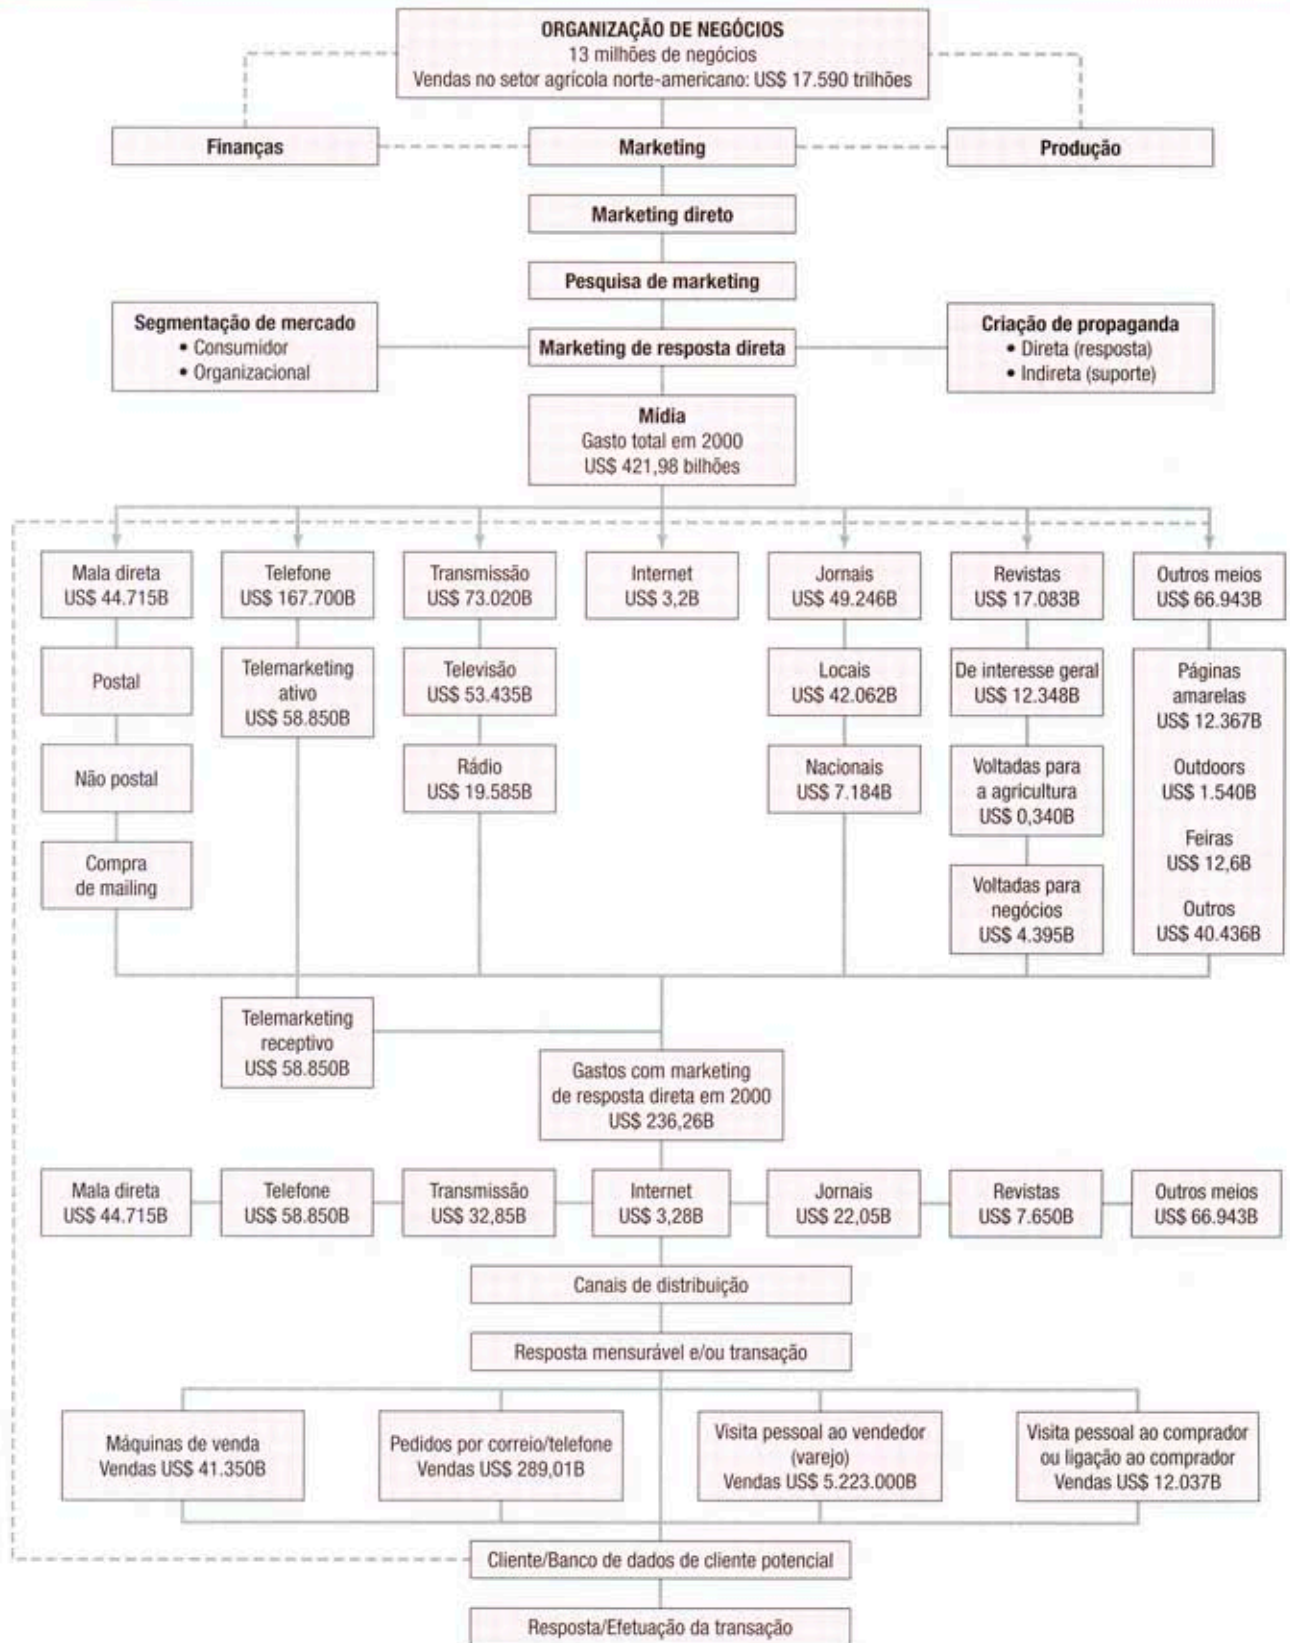 ORGANIZAÇÃO DE NEGÓCIOS
13 milhões de negócios
Vendas no setor agrícola norte-americano: US$ 17.590 trilhões
Finanças
Marketing
Produção
Marketing direto
Pesquisa de marketing
Segmentação de mercado
• Consumidor
• Organizacional
Marketing de resposta direta
Criação de propaganda
• Direta (resposta)
• Indireta (suporte)
Mídia
Gasto total em 2000
US$ 421,98 bilhões
Mala direta
US$ 44.715B
Telefone
US$ 167.700B
Transmissão
US$ 73.020B
Internet
US$ 3,2B
Jornais
US$ 49.246B
Revistas
US$ 17.083B
Outros meios
US$ 66.943B
Postal
Telemarketing
ativo
US$ 58.850B
Televisão
US$ 53.435B
Locais
US$ 42.062B
De interesse geral
US$ 12.348B
Páginas
amarelas
US$ 12.367B
Outdoors
US$ 1.540B
Feiras
US$ 12,6B
Outros
US$ 40.436B
Não postal
Rádio
US$ 19.585B
Nacionais
US$ 7.184B
Voltadas para
a agricultura
US$ 0,340B
Compra
de mailing
Voltadas para
negócios
US$ 4.395B
Telemarketing
receptivo
US$ 58.850B
Gastos com marketing
de resposta direta em 2000
US$ 236,26B
Mala direta
US$ 44.715B
Telefone
US$ 58.850B
Transmissão
US$ 32,85B
Internet
US$ 3,28B
Jornais
US$ 22,05B
Revistas
US$ 7.650B
Outros meios
US$ 66.943B
Canais de distribuição
Resposta mensurável e/ou transação
Máquinas de venda
Vendas US$ 41.350B
Pedidos por correio/telefone
Vendas US$ 289,01B
Visita pessoal ao vendedor
(varejo)
Vendas US$ 5.223.000B
Visita pessoal ao comprador
ou ligação ao comprador
Vendas US$ 12.037B
Cliente/Banco de dados de cliente potencial
Resposta/Efetuação da transação